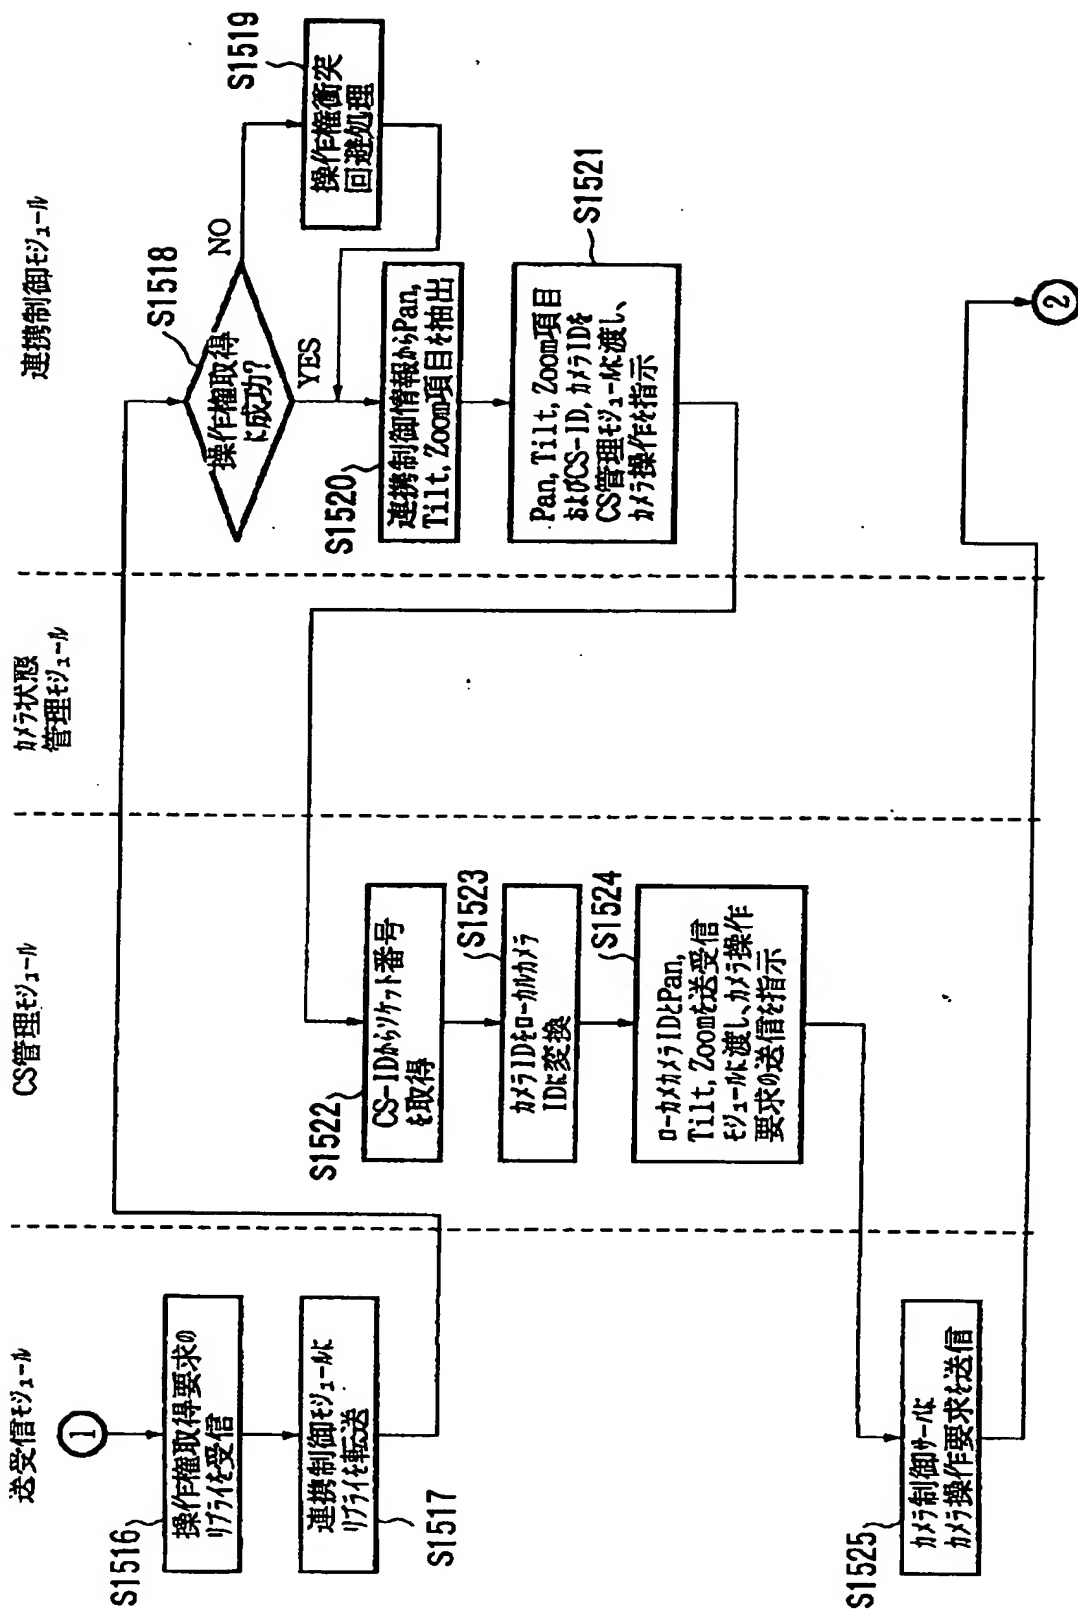 送受信モジュール
CS管理モジュール
カメラ状態
管理モジュール
連携制御モジュール
1
S1516
操作権取得要求の
リプライを受信
連携制御モジュールに
リプライを転送
S1517
S1518
操作権取得
に成功?
NO
YES
S1519
操作権衝突
回避処理
S1520
連携制御情報からPan,
Tilt, Zoom項目を抽出
S1521
Pan, Tilt, Zoom項目
およびCS-ID, カメラIDを
CS管理モジュールに渡し、
カメラ操作を指示
S1522
CS-IDからソケット番号
を取得
S1523
カメラIDをローカルカメラ
IDに変換
S1524
ローカメカメラIDとPan,
Tilt, Zoomを送受信
モジュールに渡し、カメラ操作
要求の送信を指示
S1525
カメラ制御サーバに
カメラ操作要求を送信
2